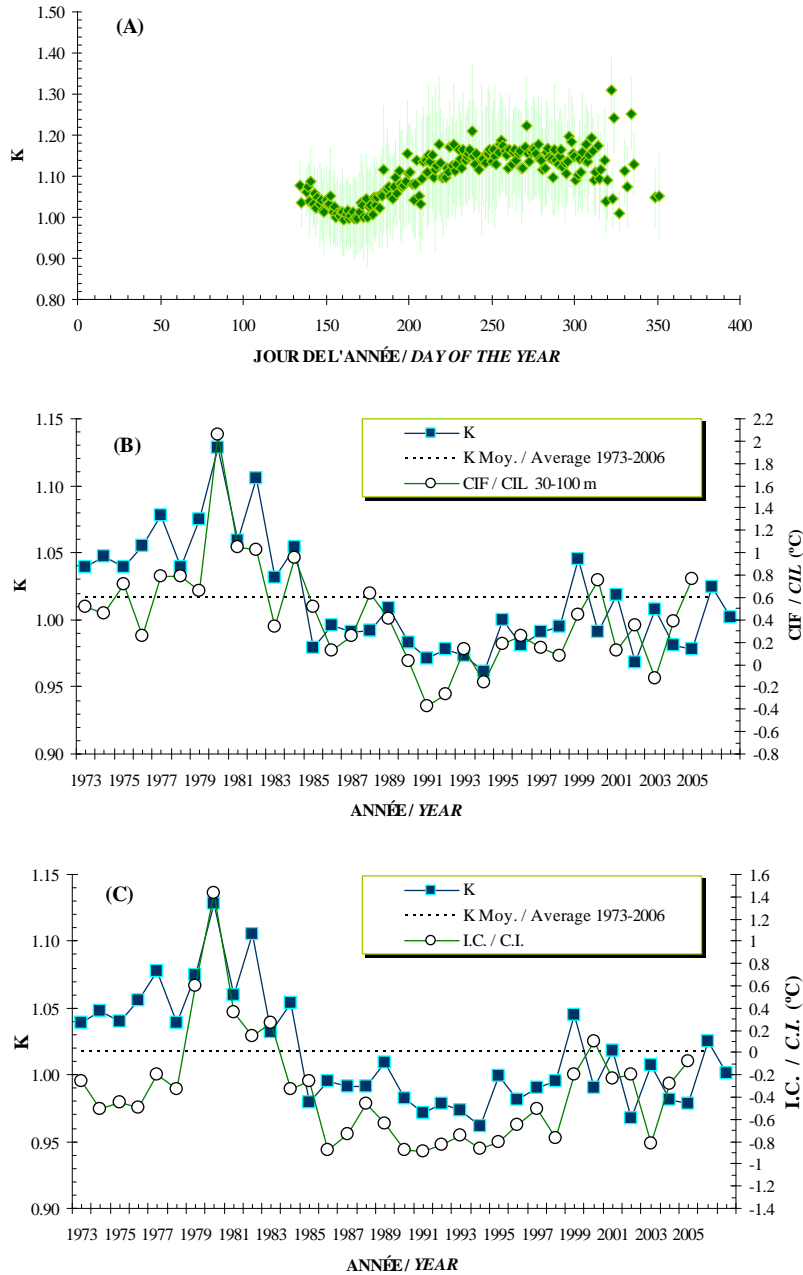 (A)
1.50
1.40
1.30
1.20
1.10
1.00
0.90
0.80
K
0 50 100 150 200 250 300 350 400
JOUR DE L'ANNÉE / DAY OF THE YEAR
(B)
K
K Moy. / Average 1973-2006
CIF / CIL 30-100 m
1.15
1.10
1.05
1.00
0.95
0.90
K
2.2
2
1.8
1.6
1.4
1.2
1
0.8
0.6
0.4
0.2
0
-0.2
-0.4
-0.6
-0.8
CIF / CIL (ºC)
1973 1975 1977 1979 1981 1983 1985 1987 1989 1991 1993 1995 1997 1999 2001 2003 2005
ANNÉE / YEAR
(C)
K
K Moy. / Average 1973-2006
I.C. / C.I.
1.15
1.10
1.05
1.00
0.95
0.90
K
1.6
1.4
1.2
1
0.8
0.6
0.4
0.2
0
-0.2
-0.4
-0.6
-0.8
-1
-1.2
-1.4
I.C. / C.I. (ºC)
1973 1975 1977 1979 1981 1983 1985 1987 1989 1991 1993 1995 1997 1999 2001 2003 2005
ANNÉE / YEAR